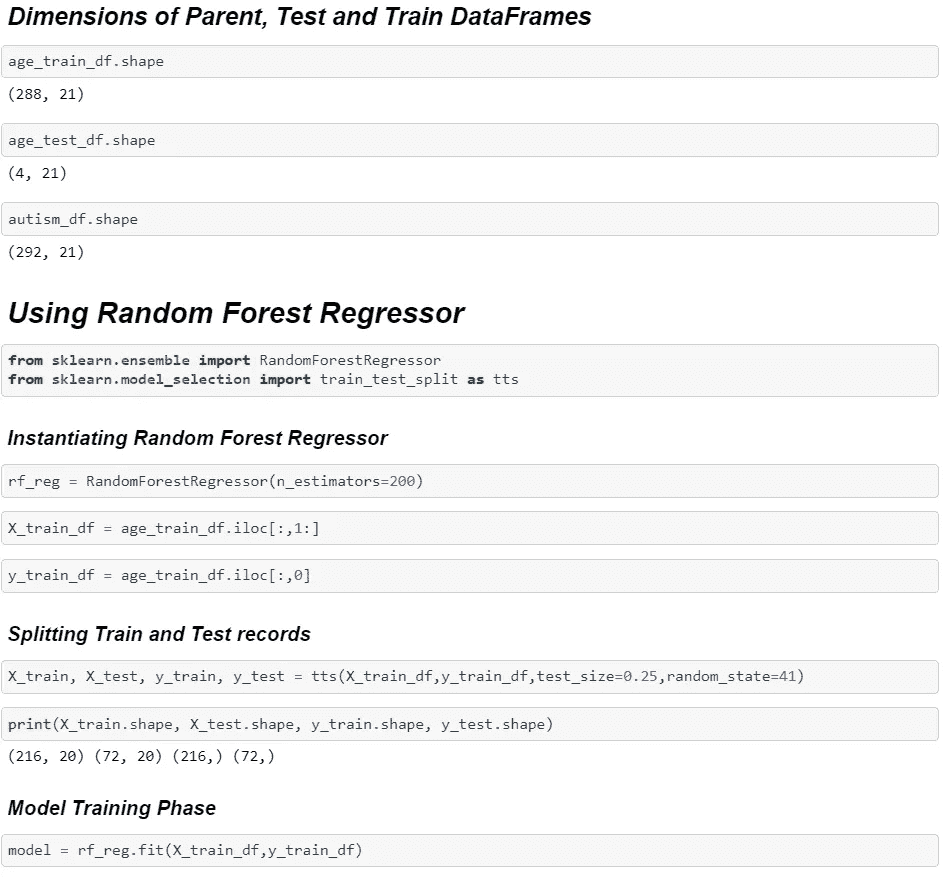 Dimensions of Parent, Test and Train DataFrames
age_train_df.shape
(288, 21)
age_test_df.shape
(4, 21)
autism_df.shape
(292, 21)
Using Random Forest Regressor
from sklearn.ensemble import RandomForestRegressor
from sklearn.model_selection import train_test_split as tts
Instantiating Random Forest Regressor
rf_reg = RandomForestRegressor(n_estimators=200)
X_train_df = age_train_df.iloc[:,1:]
y_train_df = age_train_df.iloc[:,0]
Splitting Train and Test records
X_train, X_test, y_train, y_test = tts(X_train_df,y_train_df,test_size=0.25,random_state=41)
print(X_train.shape, X_test.shape, y_train.shape, y_test.shape)
(216, 20) (72, 20) (216,) (72,)
Model Training Phase
model = rf_reg.fit(X_train_df,y_train_df)